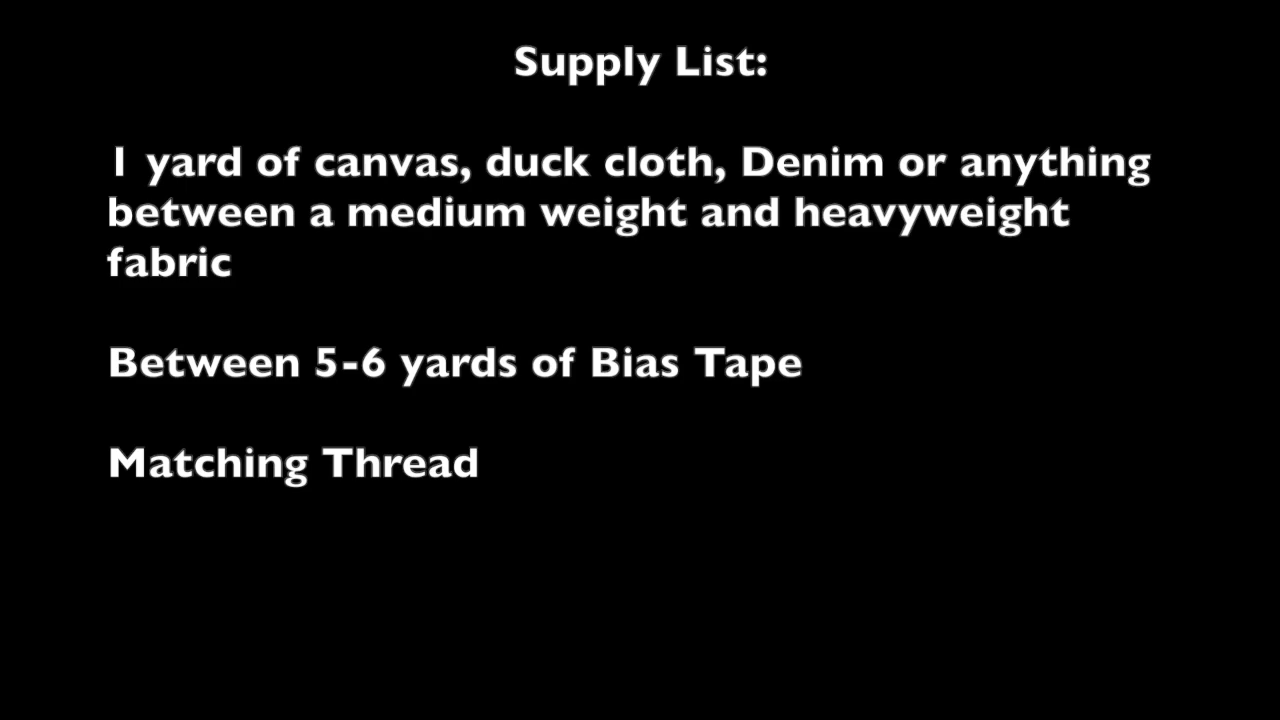 Supply List:
1 yard of canvas, duck cloth, Denim or anything
between a medium weight and heavyweight
fabric
Between 5-6 yards of Bias Tape
Matching Thread